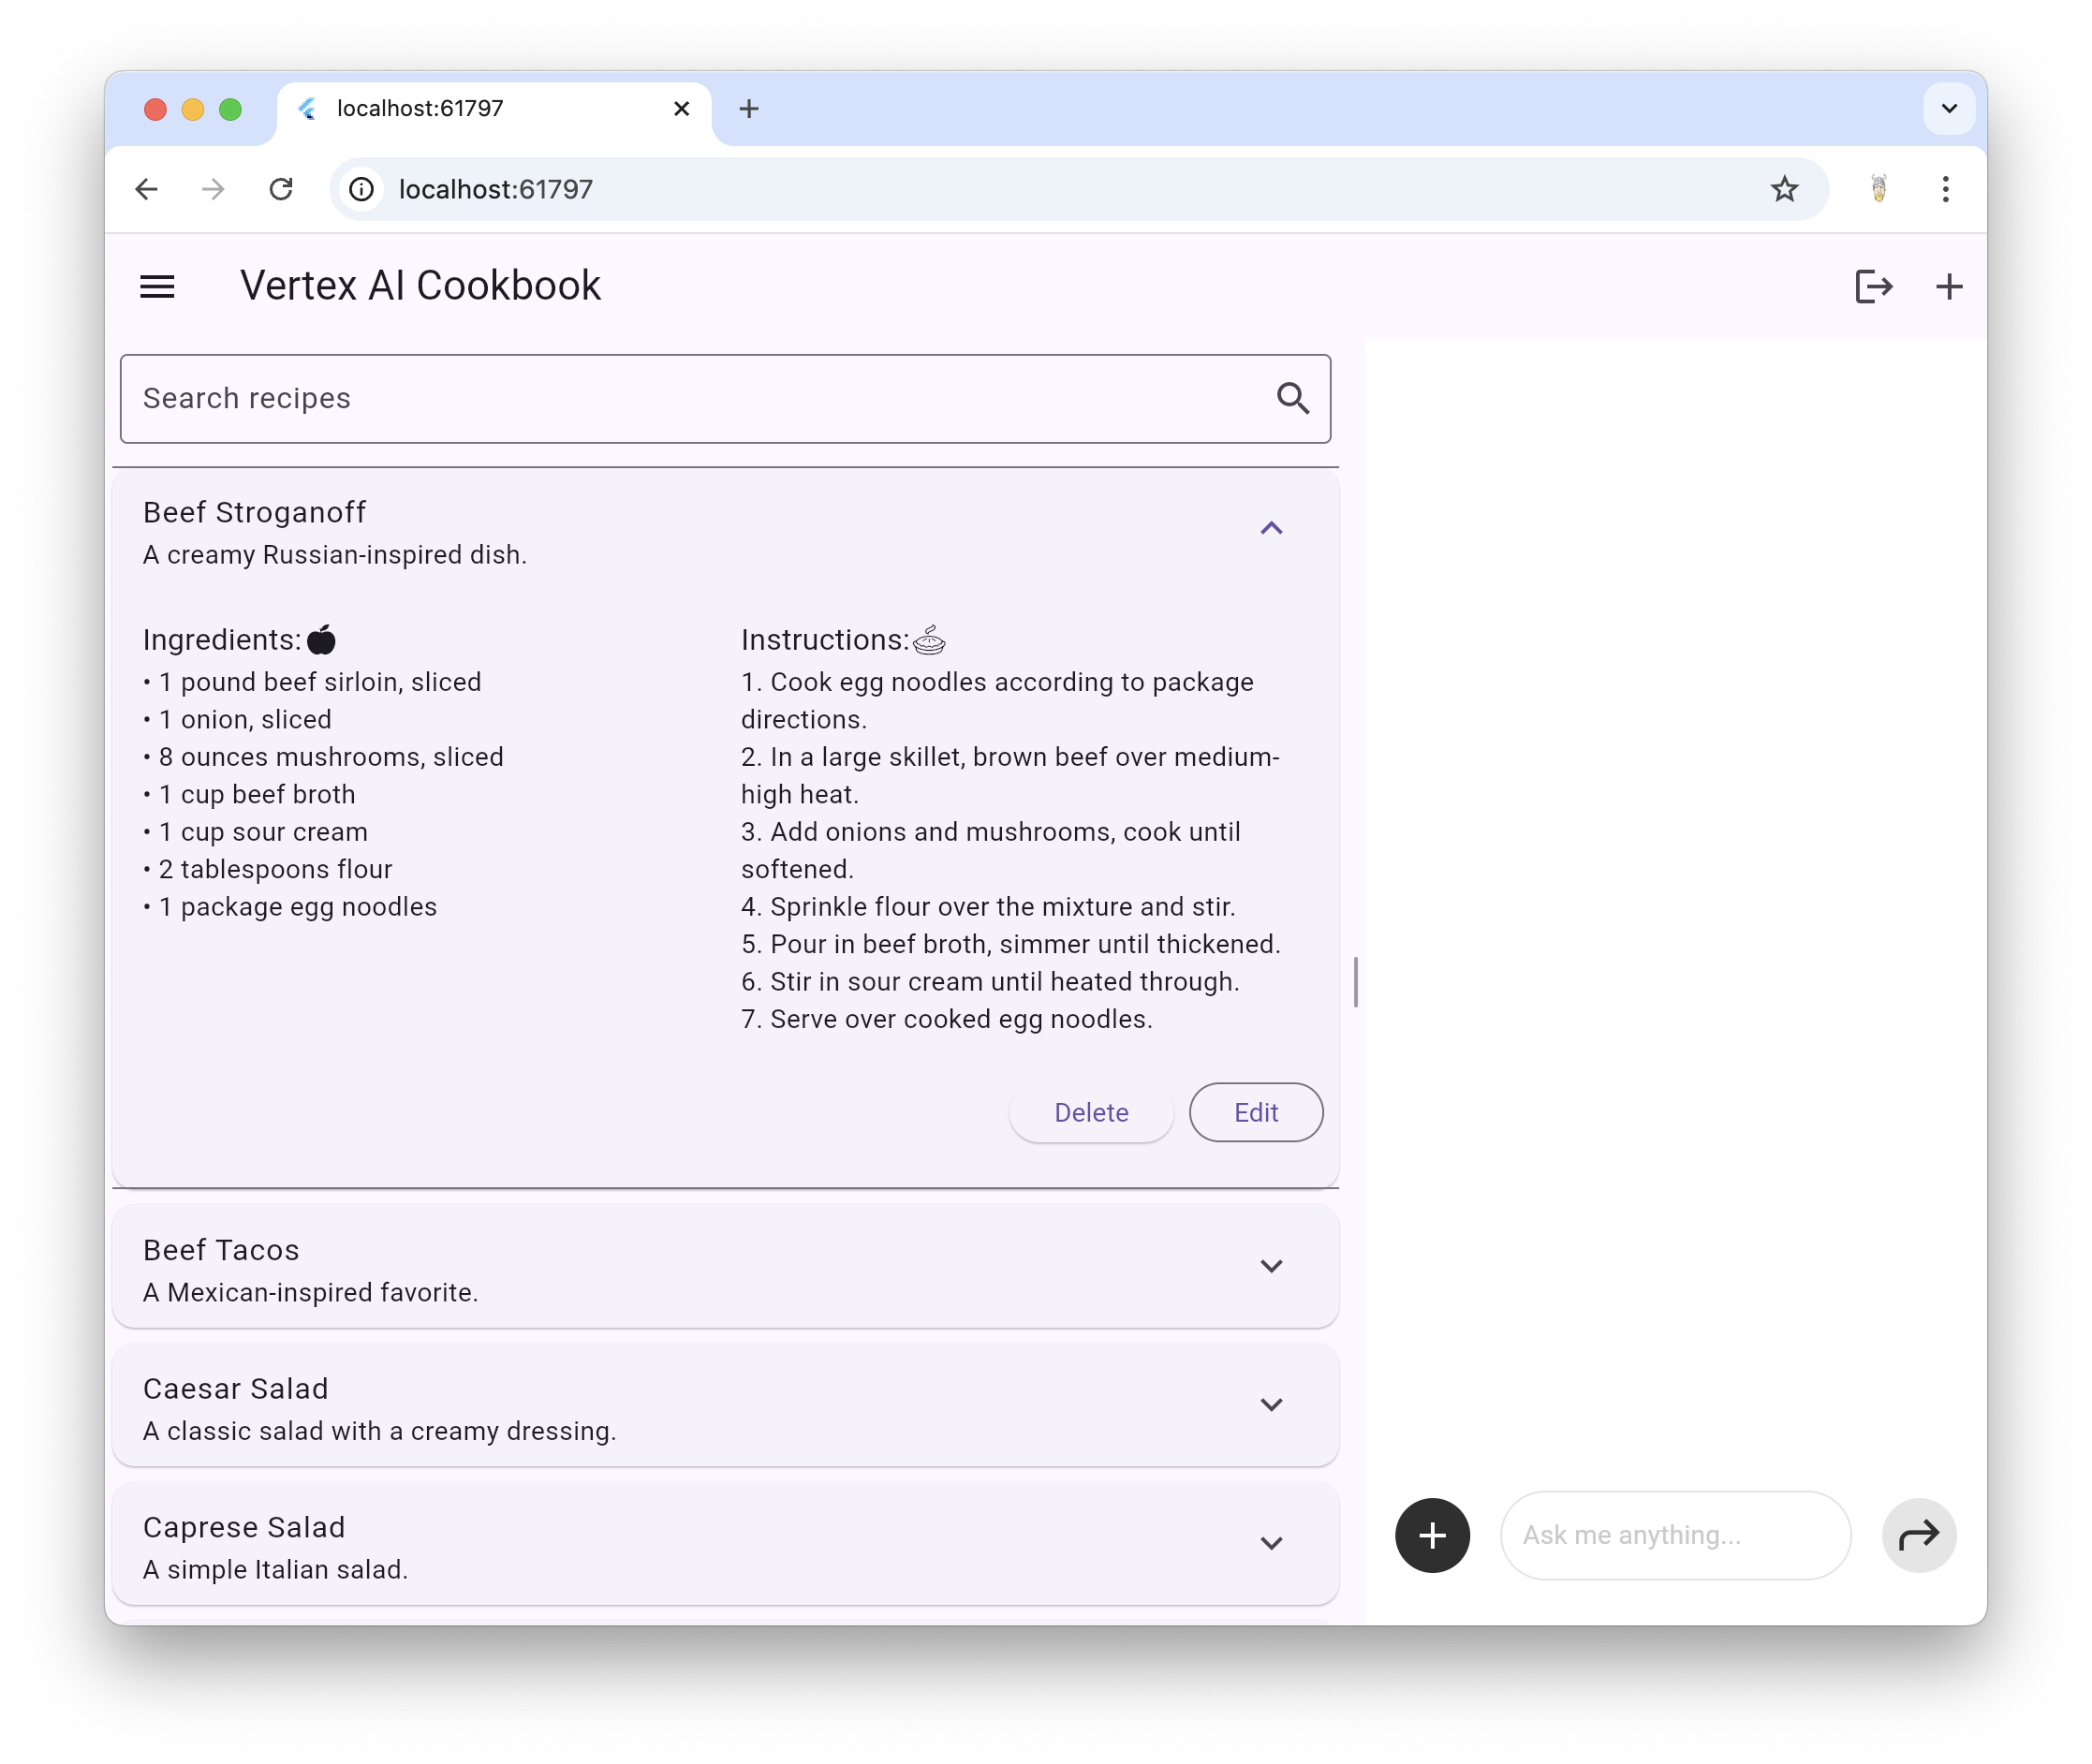 localhost:61797
localhost:61797
Vertex AI Cookbook
Search recipes
Beef Stroganoff
A creamy Russian-inspired dish.
Ingredients:
• 1 pound beef sirloin, sliced
• 1 onion, sliced
• 8 ounces mushrooms, sliced
• 1 cup beef broth
• 1 cup sour cream
• 2 tablespoons flour
• 1 package egg noodles
Instructions:
1. Cook egg noodles according to package
directions.
2. In a large skillet, brown beef over medium-
high heat.
3. Add onions and mushrooms, cook until
softened.
4. Sprinkle flour over the mixture and stir.
5. Pour in beef broth, simmer until thickened.
6. Stir in sour cream until heated through.
7. Serve over cooked egg noodles.
Delete
Edit
Beef Tacos
A Mexican-inspired favorite.
Caesar Salad
A classic salad with a creamy dressing.
Caprese Salad
A simple Italian salad.
Ask me anything...